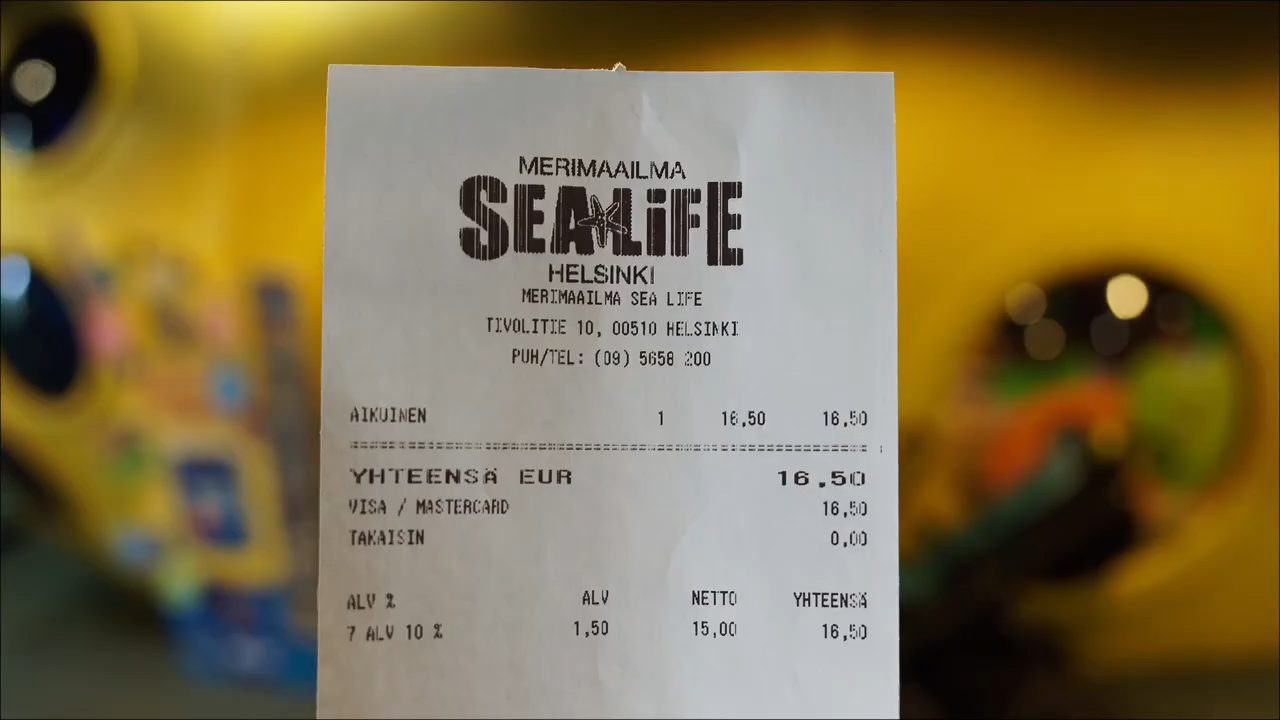 MERIMAAILMA
SEA LiFE
HELSINKI
MERIMAAILMA SEA LIFE
TIVOLITIE 10, 00510 HELSINKI
PUH/TEL: (09) 5658 200
AIKUINEN 1 16,50 16,50
YHTEENSÄ EUR 16,50
VISA / MASTERCARD 16,50
TAKAISIN 0,00
ALV % ALV NETTO YHTEENSÄ
7 ALV 10 % 1,50 15,00 16,50